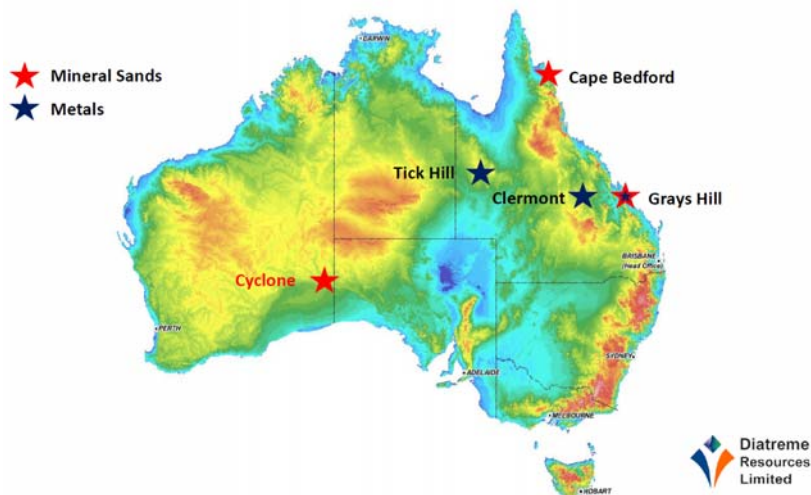 DARWIN
Mineral Sands
Metals
Cape Bedford
Tick Hill
Clermont
Grays Hill
BRISBANE
(head Office)
Cyclone
PERTH
SYDNEY
ADELAIDE
MELBOURNE
HOBART
Diatreme
Resources
Limited